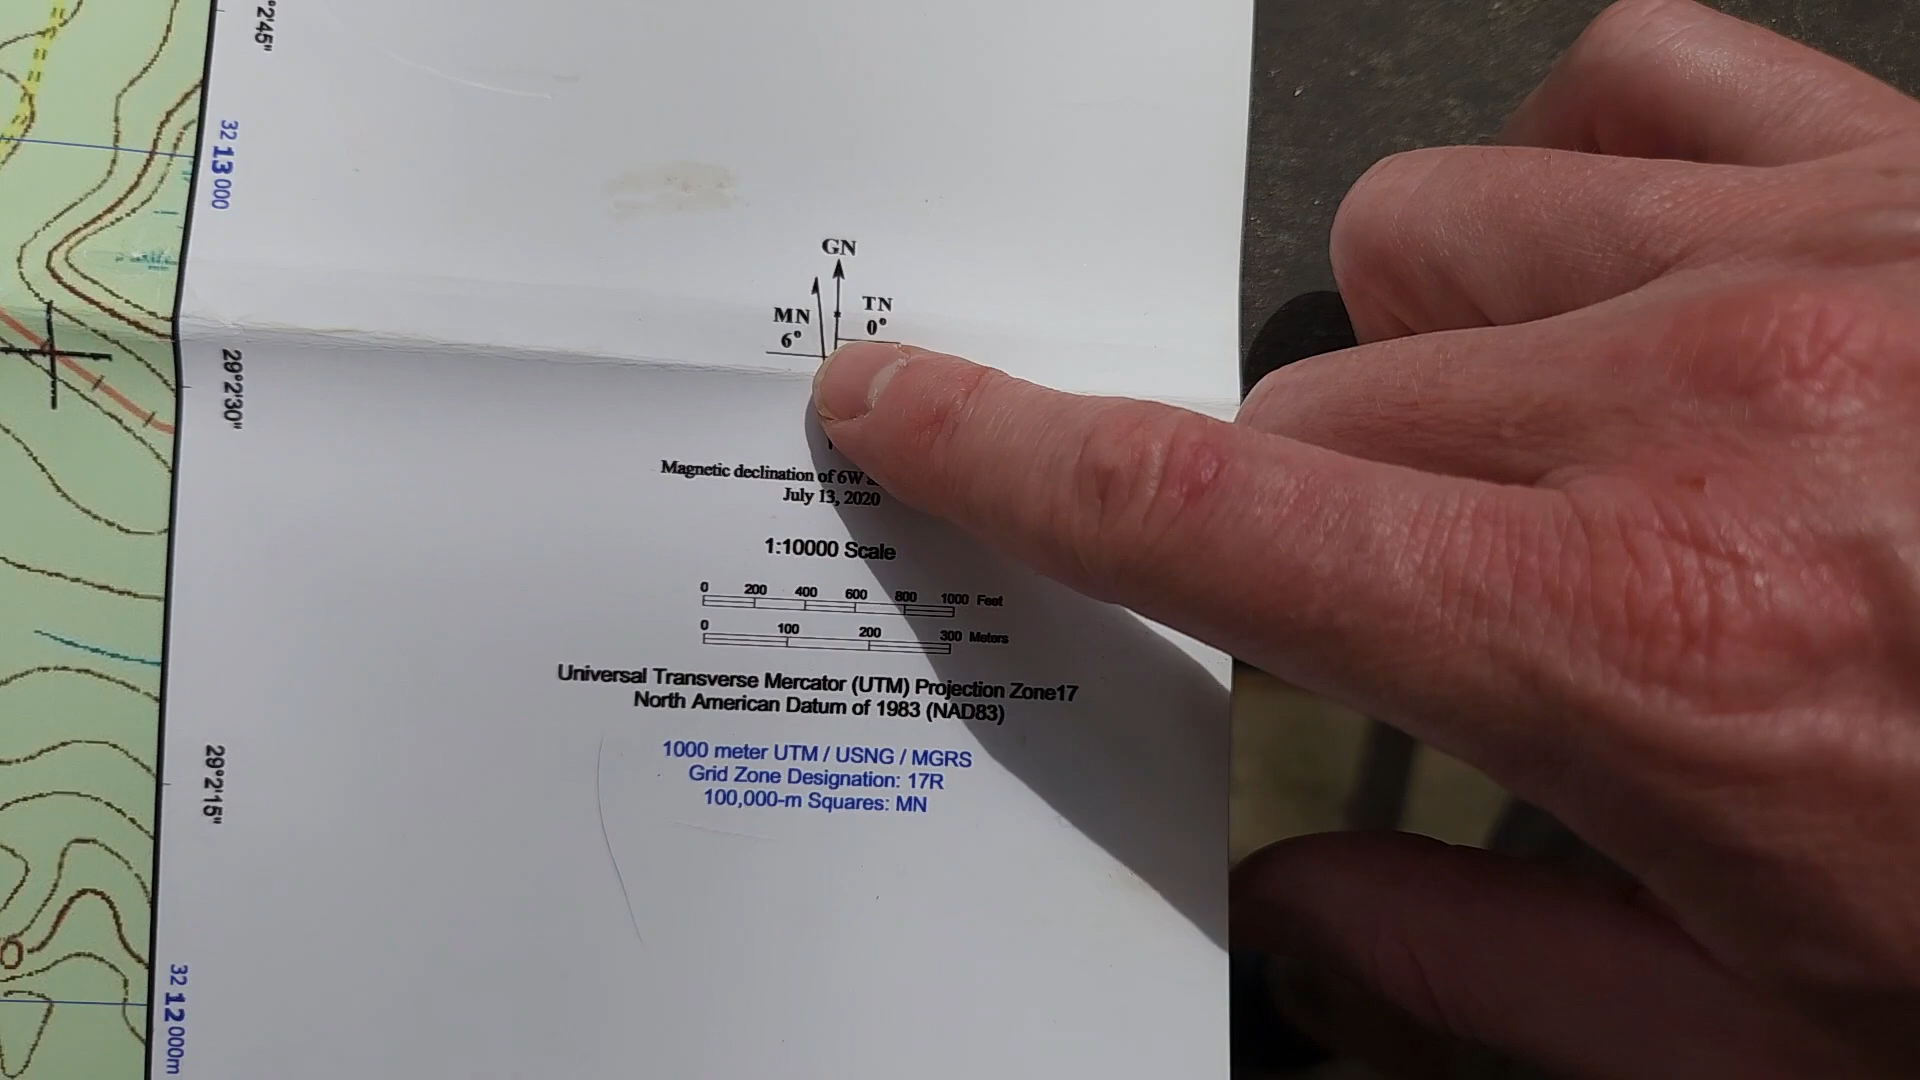 °2'45"
32 13 000
29°2'30"
29°2'15"
32 12 000m
GN
MN
6°
TN
0°
Magnetic declination of 6W
July 13, 2020
1:10000 Scale
0 200 400 600 800 1000 Feet
0 100 200 300 Meters
Universal Transverse Mercator (UTM) Projection Zone17
North American Datum of 1983 (NAD83)
1000 meter UTM / USNG / MGRS
Grid Zone Designation: 17R
100,000-m Squares: MN